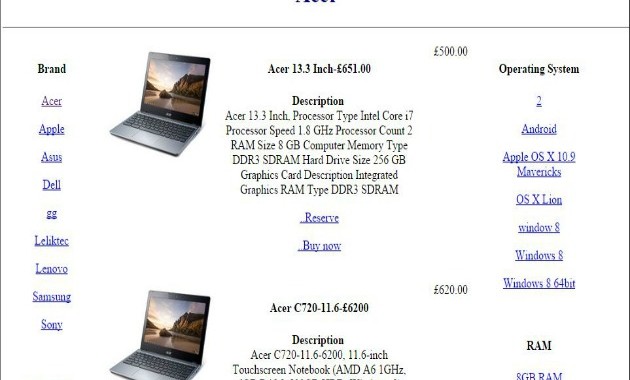 Acer
Brand
Acer
Apple
Asus
Dell
gg
Leliktec
Lenovo
Samsung
Sony
£500.00
Acer 13.3 Inch-£651.00
Description
Acer 13.3 Inch, Processor Type Intel Core i7
Processor Speed 1.8 GHz Processor Count 2
RAM Size 8 GB Computer Memory Type
DDR3 SDRAM Hard Drive Size 256 GB
Graphics Card Description Integrated
Graphics RAM Type DDR3 SDRAM
..Reserve
..Buy now
£620.00
Acer C720-11.6-£6200
Description
Acer C720-11.6-6200, 11.6-inch
Touchscreen Notebook (AMD A6 1GHz,
Operating System
2
Android
Apple OS X 10.9
Mavericks
OS X Lion
window 8
Windows 8
Windows 8 64bit
RAM
8GB RAM